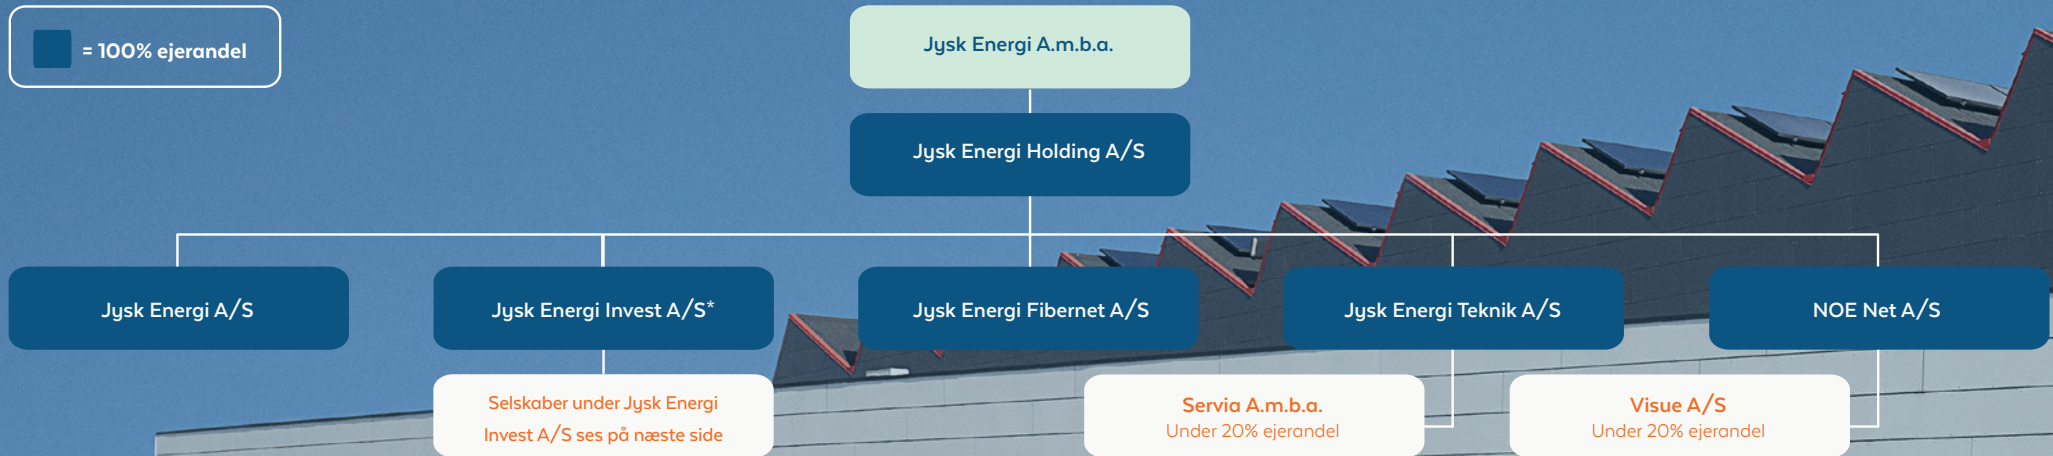 = 100% ejerandel
Jysk Energi A.m.b.a.
Jysk Energi Holding A/S
Jysk Energi A/S
Jysk Energi Invest A/S*
Jysk Energi Fibernet A/S
Jysk Energi Teknik A/S
NOE Net A/S
Selskaber under Jysk Energi
Invest A/S ses på næste side
Servia A.m.b.a.
Under 20% ejerandel
Visue A/S
Under 20% ejerandel